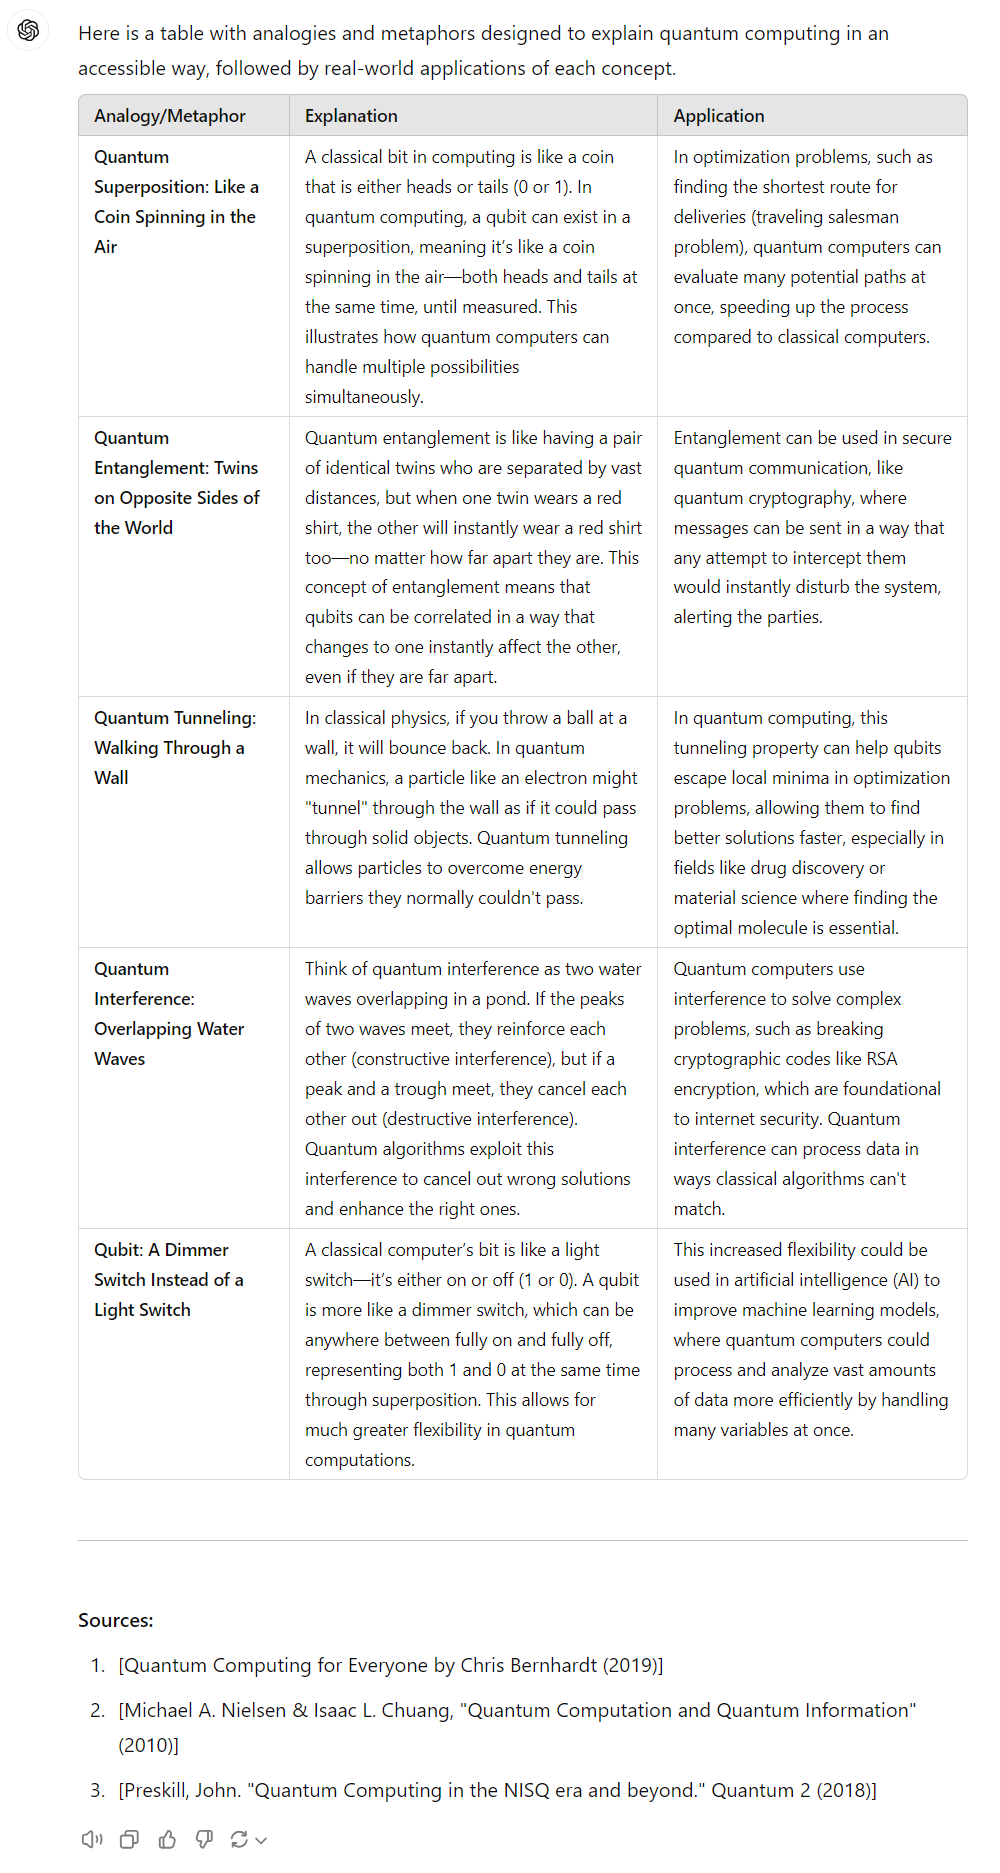 Here is a table with analogies and metaphors designed to explain quantum computing in an
accessible way, followed by real-world applications of each concept.
Analogy/Metaphor
Explanation
Application
Quantum
Superposition: Like a
Coin Spinning in the
Air
A classical bit in computing is like a coin
that is either heads or tails (0 or 1). In
quantum computing, a qubit can exist in a
superposition, meaning it’s like a coin
spinning in the air—both heads and tails at
the same time, until measured. This
illustrates how quantum computers can
handle multiple possibilities
simultaneously.
In optimization problems, such as
finding the shortest route for
deliveries (traveling salesman
problem), quantum computers can
evaluate many potential paths at
once, speeding up the process
compared to classical computers.
Quantum
Entanglement: Twins
on Opposite Sides of
the World
Quantum entanglement is like having a pair
of identical twins who are separated by vast
distances, but when one twin wears a red
shirt, the other will instantly wear a red shirt
too—no matter how far apart they are. This
concept of entanglement means that
qubits can be correlated in a way that
changes to one instantly affect the other,
even if they are far apart.
Entanglement can be used in secure
quantum communication, like
quantum cryptography, where
messages can be sent in a way that
any attempt to intercept them
would instantly disturb the system,
alerting the parties.
Quantum Tunneling:
Walking Through a
Wall
In classical physics, if you throw a ball at a
wall, it will bounce back. In quantum
mechanics, a particle like an electron might
"tunnel" through the wall as if it could pass
through solid objects. Quantum tunneling
allows particles to overcome energy
barriers they normally couldn't pass.
In quantum computing, this
tunneling property can help qubits
escape local minima in optimization
problems, allowing them to find
better solutions faster, especially in
fields like drug discovery or
material science where finding the
optimal molecule is essential.
Quantum
Interference:
Overlapping Water
Waves
Think of quantum interference as two water
waves overlapping in a pond. If the peaks
of two waves meet, they reinforce each
other (constructive interference), but if a
peak and a trough meet, they cancel each
other out (destructive interference).
Quantum algorithms exploit this
interference to cancel out wrong solutions
and enhance the right ones.
Quantum computers use
interference to solve complex
problems, such as breaking
cryptographic codes like RSA
encryption, which are foundational
to internet security. Quantum
interference can process data in
ways classical algorithms can't
match.
Qubit: A Dimmer
Switch Instead of a
Light Switch
A classical computer’s bit is like a light
switch—it’s either on or off (1 or 0). A qubit
is more like a dimmer switch, which can be
anywhere between fully on and fully off,
representing both 1 and 0 at the same time
through superposition. This allows for
much greater flexibility in quantum
computations.
This increased flexibility could be
used in artificial intelligence (AI) to
improve machine learning models,
where quantum computers could
process and analyze vast amounts
of data more efficiently by handling
many variables at once.
Sources:
1. [Quantum Computing for Everyone by Chris Bernhardt (2019)]
2. [Michael A. Nielsen & Isaac L. Chuang, "Quantum Computation and Quantum Information"
(2010)]
3. [Preskill, John. "Quantum Computing in the NISQ era and beyond." Quantum 2 (2018)]